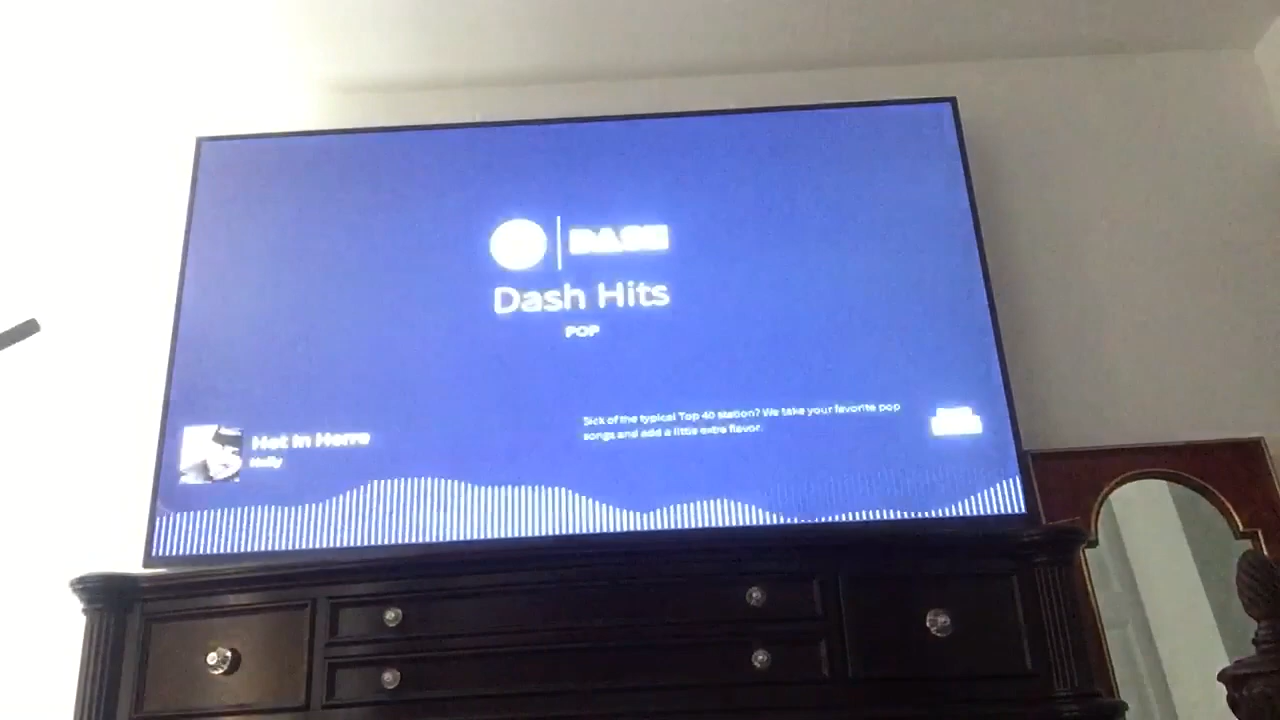 DASH
Dash Hits
POP
Hot In Herre
Nelly
Sick of the typical Top 40 station? We take your favorite pop
songs and add a little extra flavor.